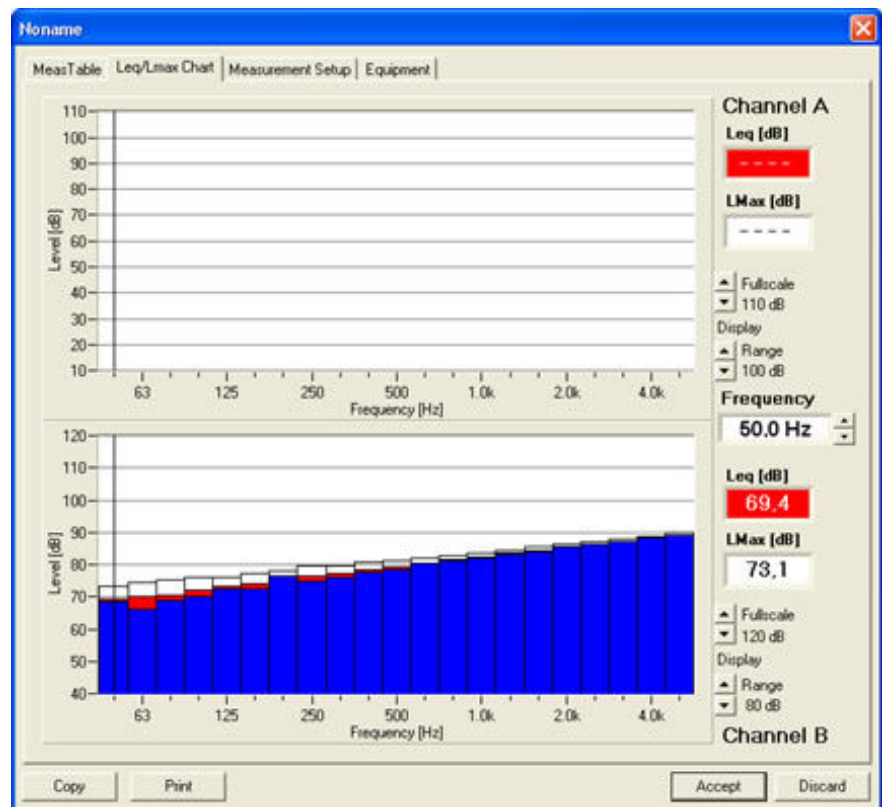 Noname
MeasTable Leq/Lmax Chart Measurement Setup Equipment
Channel A
Leq [dB]
- - - -
LMax [dB]
- - - -
Fullscale
110 dB
Display
Range
100 dB
Level [dB]
110
100
90
80
70
60
50
40
30
20
10
63 125 250 500 1.0k 2.0k 4.0k
Frequency [Hz]
Frequency
50.0 Hz
Level [dB]
120
110
100
90
80
70
60
50
40
63 125 250 500 1.0k 2.0k 4.0k
Frequency [Hz]
Leq [dB]
69,4
LMax [dB]
73,1
Fullscale
120 dB
Display
Range
80 dB
Channel B
Copy Print Accept Discard